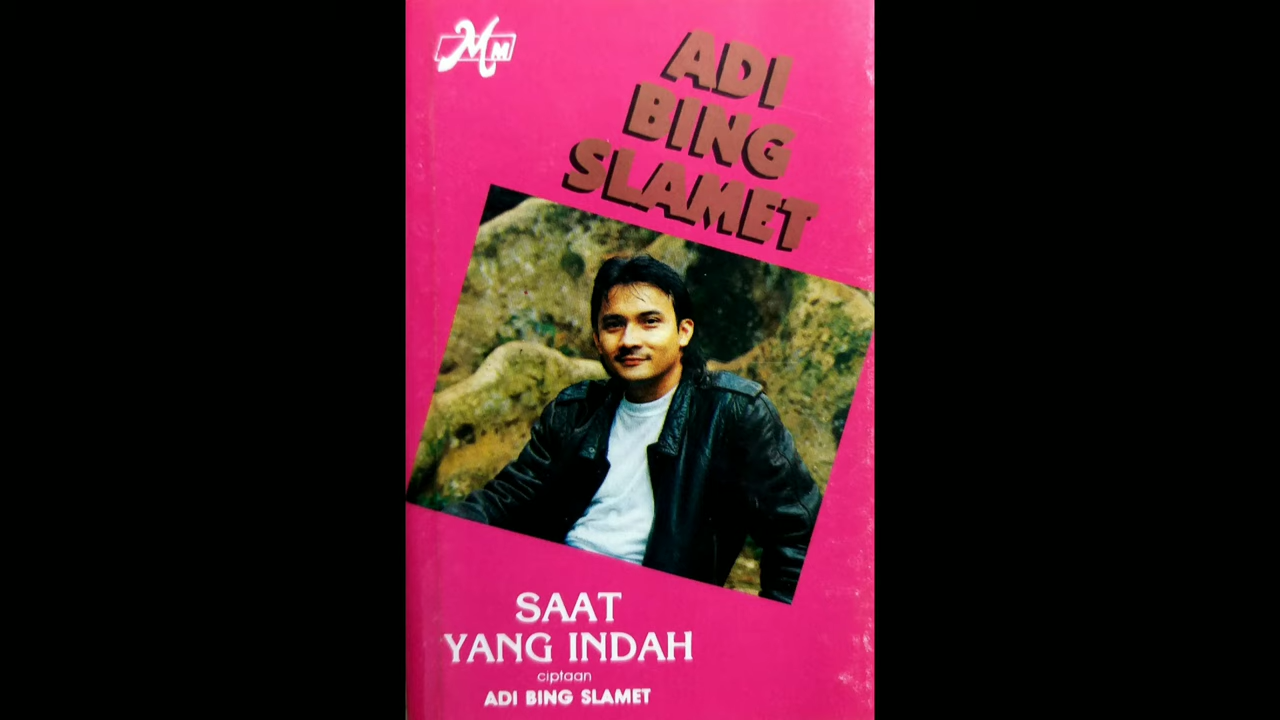 MM
ADI
BING
SLAMET
SAAT
YANG INDAH
ciptaan
ADI BING SLAMET